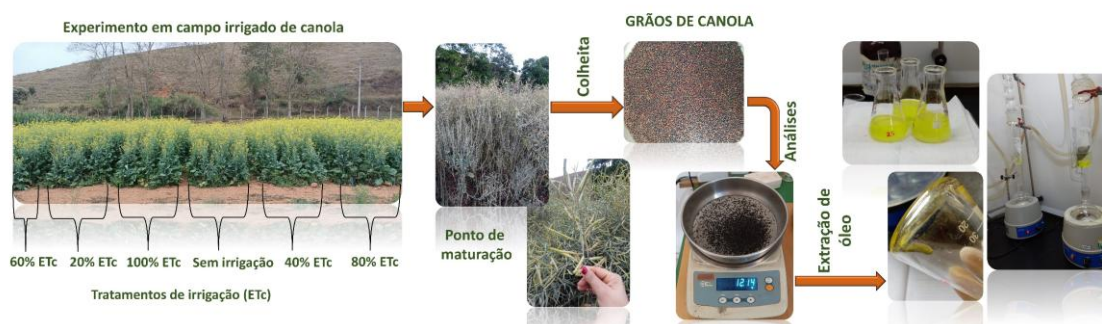 Experimento em campo irrigado de canola
60% ETc
20% ETc
100% ETc
Sem irrigação
40% ETc
80% ETc
Tratamentos de irrigação (ETc)
Ponto de
maturação
Colheita
GRÃOS DE CANOLA
Análises
1214
Extração de
óleo